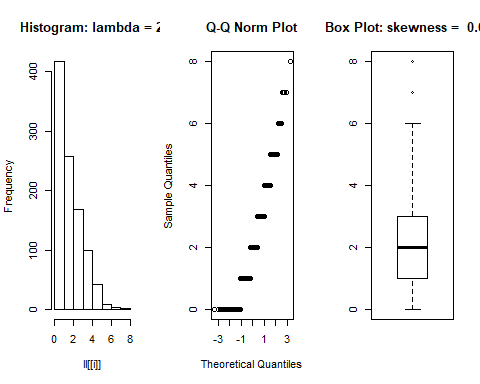 Histogram: lambda = 2
Frequency
400
300
200
100
0
0 2 4 6 8
ll[[i]]
Q-Q Norm Plot
Sample Quantiles
8
6
4
2
0
-3 -1 1 3
Theoretical Quantiles
Box Plot: skewness = 0.
8
6
4
2
0